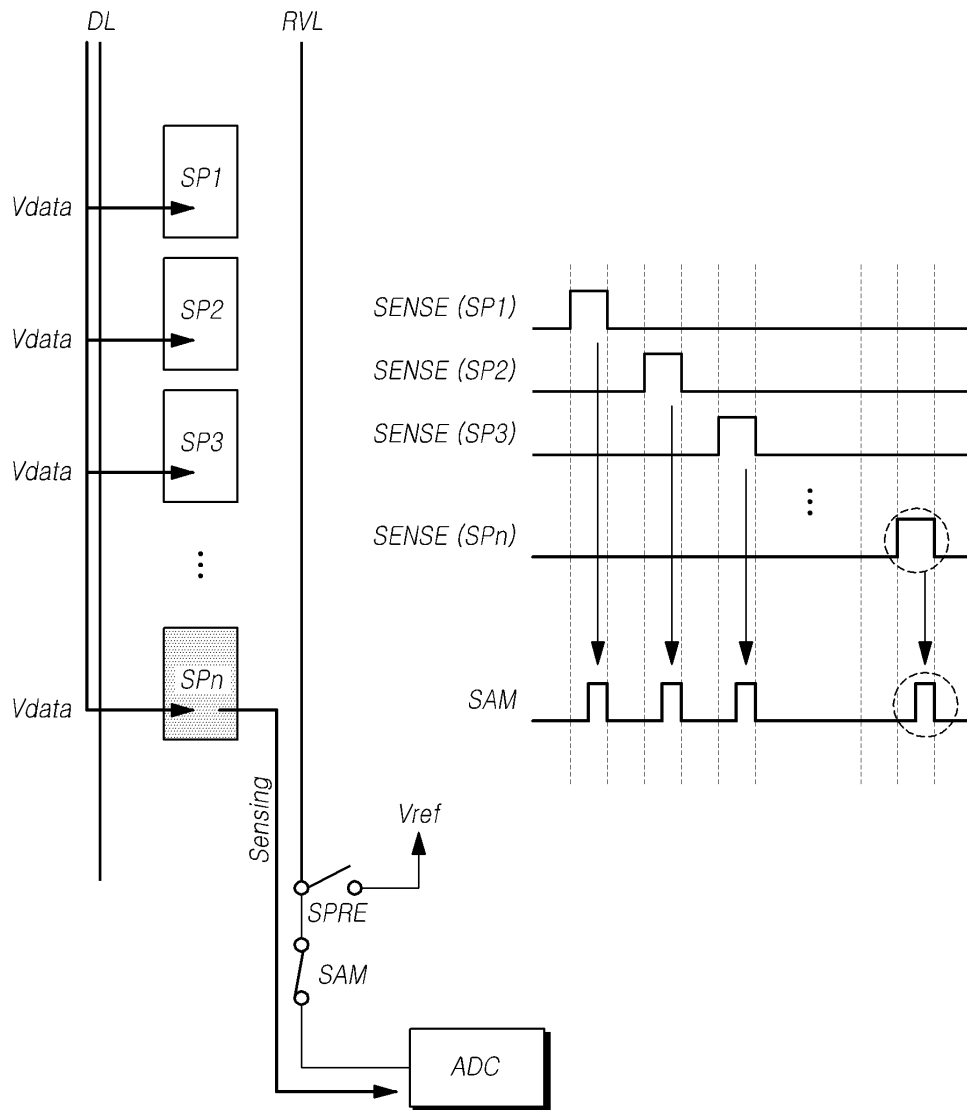 DL
RVL
SP1
Vdata
SP2
Vdata
SP3
Vdata
SPn
Vdata
Sensing
Vref
SPRE
SAM
ADC
SENSE (SP1)
SENSE (SP2)
SENSE (SP3)
SENSE (SPn)
SAM